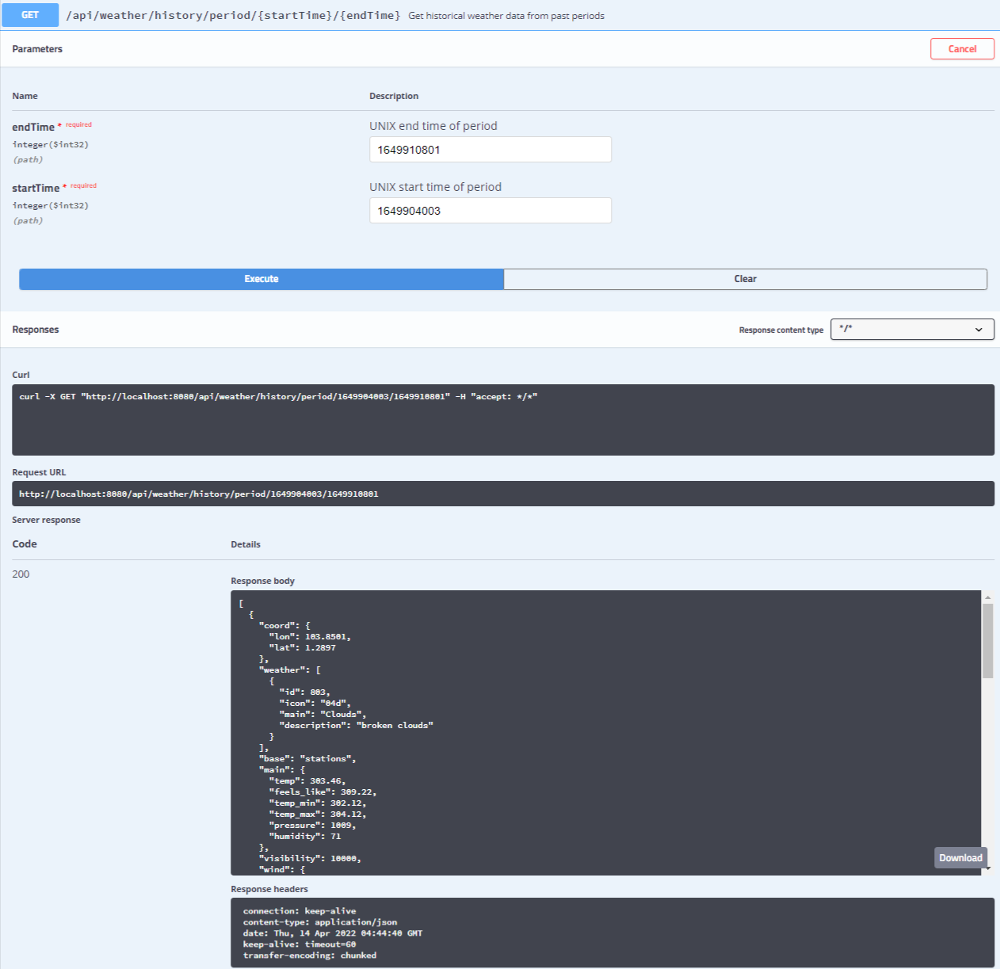 GET /api/weather/history/period/{startTime}/{endTime} Get historical weather data from past periods
Parameters
Cancel
Name Description
endTime * required UNIX end time of period
integer($int32) 1649910801
(path)
startTime * required UNIX start time of period
integer($int32) 1649904003
(path)
Execute Clear
Responses Response content type */*
Curl
curl -X GET "http://localhost:8080/api/weather/history/period/1649904003/1649910801" -H "accept: */*"
Request URL
http://localhost:8080/api/weather/history/period/1649904003/1649910801
Server response
Code Details
200
Response body
[
{
"coord": {
"lon": 103.8501,
"lat": 1.2897
},
"weather": [
{
"id": 803,
"icon": "04d",
"main": "Clouds",
"description": "broken clouds"
}
],
"base": "stations",
"main": {
"temp": 303.46,
"feels_like": 309.22,
"temp_min": 302.12,
"temp_max": 304.12,
"pressure": 1009,
"humidity": 71
},
"visibility": 10000,
"wind": {
Download
Response headers
connection: keep-alive
content-type: application/json
date: Thu, 14 Apr 2022 04:44:40 GMT
keep-alive: timeout=60
transfer-encoding: chunked